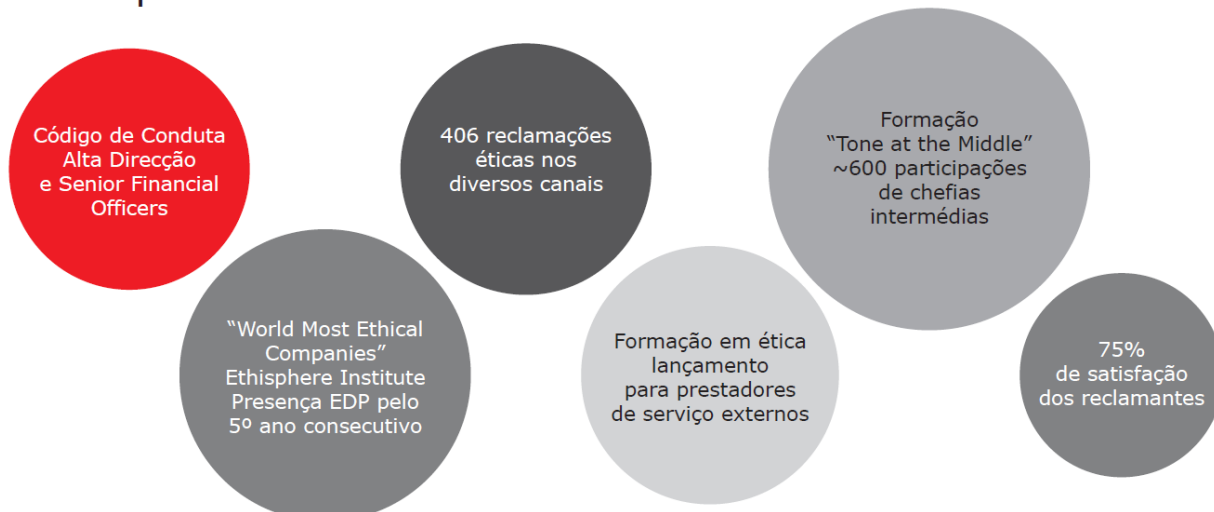 Código de Conduta
Alta Direcção
e Senior Financial
Officers
“World Most Ethical
Companies”
Ethisphere Institute
Presença EDP pelo
5º ano consecutivo
406 reclamações
éticas nos
diversos canais
Formação em ética
lançamento
para prestadores
de serviço externos
Formação
“Tone at the Middle”
~600 participações
de chefias
intermédias
75%
de satisfação
dos reclamantes